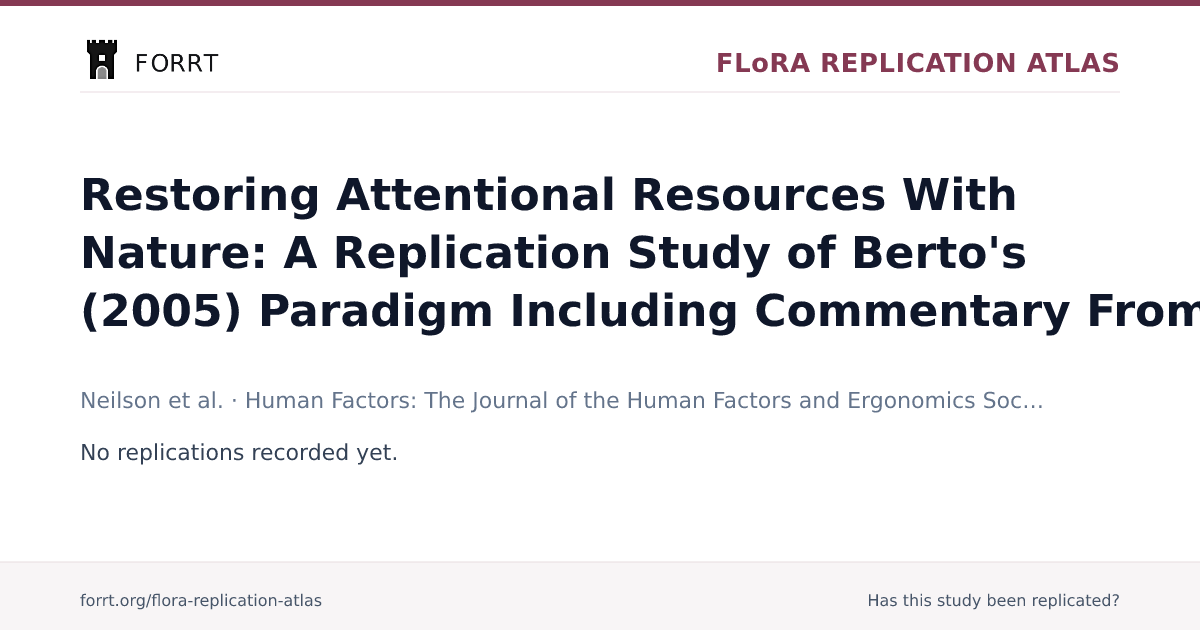 FORRT
FLoRA REPLICATION ATLAS
Restoring Attentional Resources With
Nature: A Replication Study of Berto's
(2005) Paradigm Including Commentary From
Neilson et al. · Human Factors: The Journal of the Human Factors and Ergonomics Soc…
No replications recorded yet.
forrt.org/flora-replication-atlas
Has this study been replicated?